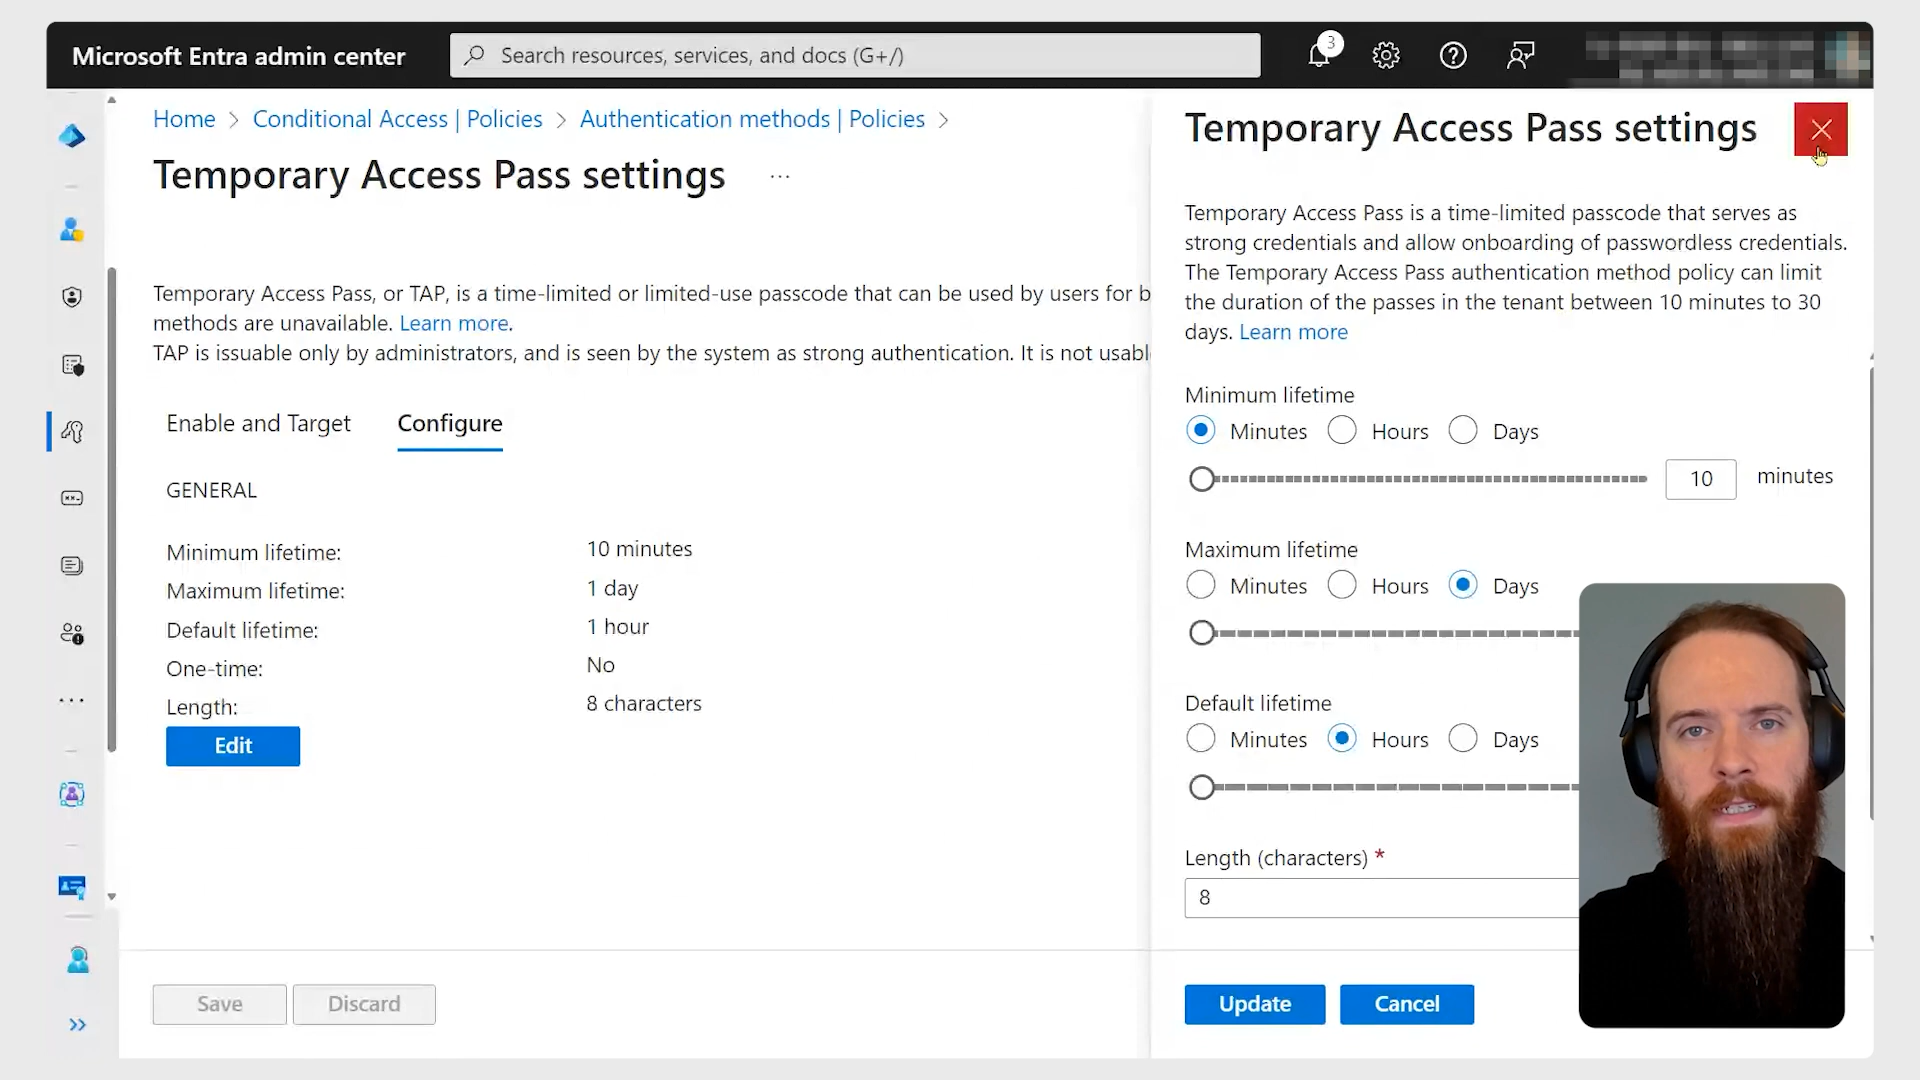 Microsoft Entra admin center
Search resources, services, and docs (G+/)
3
Home > Conditional Access | Policies > Authentication methods | Policies >
Temporary Access Pass settings ...
Temporary Access Pass, or TAP, is a time-limited or limited-use passcode that can be used by users for b
methods are unavailable. Learn more.
TAP is issuable only by administrators, and is seen by the system as strong authentication. It is not usabl
Enable and Target Configure
GENERAL
Minimum lifetime: 10 minutes
Maximum lifetime: 1 day
Default lifetime: 1 hour
One-time: No
Length: 8 characters
Edit
Save Discard
Temporary Access Pass settings
Temporary Access Pass is a time-limited passcode that serves as
strong credentials and allow onboarding of passwordless credentials.
The Temporary Access Pass authentication method policy can limit
the duration of the passes in the tenant between 10 minutes to 30
days. Learn more
Minimum lifetime
Minutes Hours Days
10 minutes
Maximum lifetime
Minutes Hours Days
Default lifetime
Minutes Hours Days
Length (characters) *
8
Update Cancel